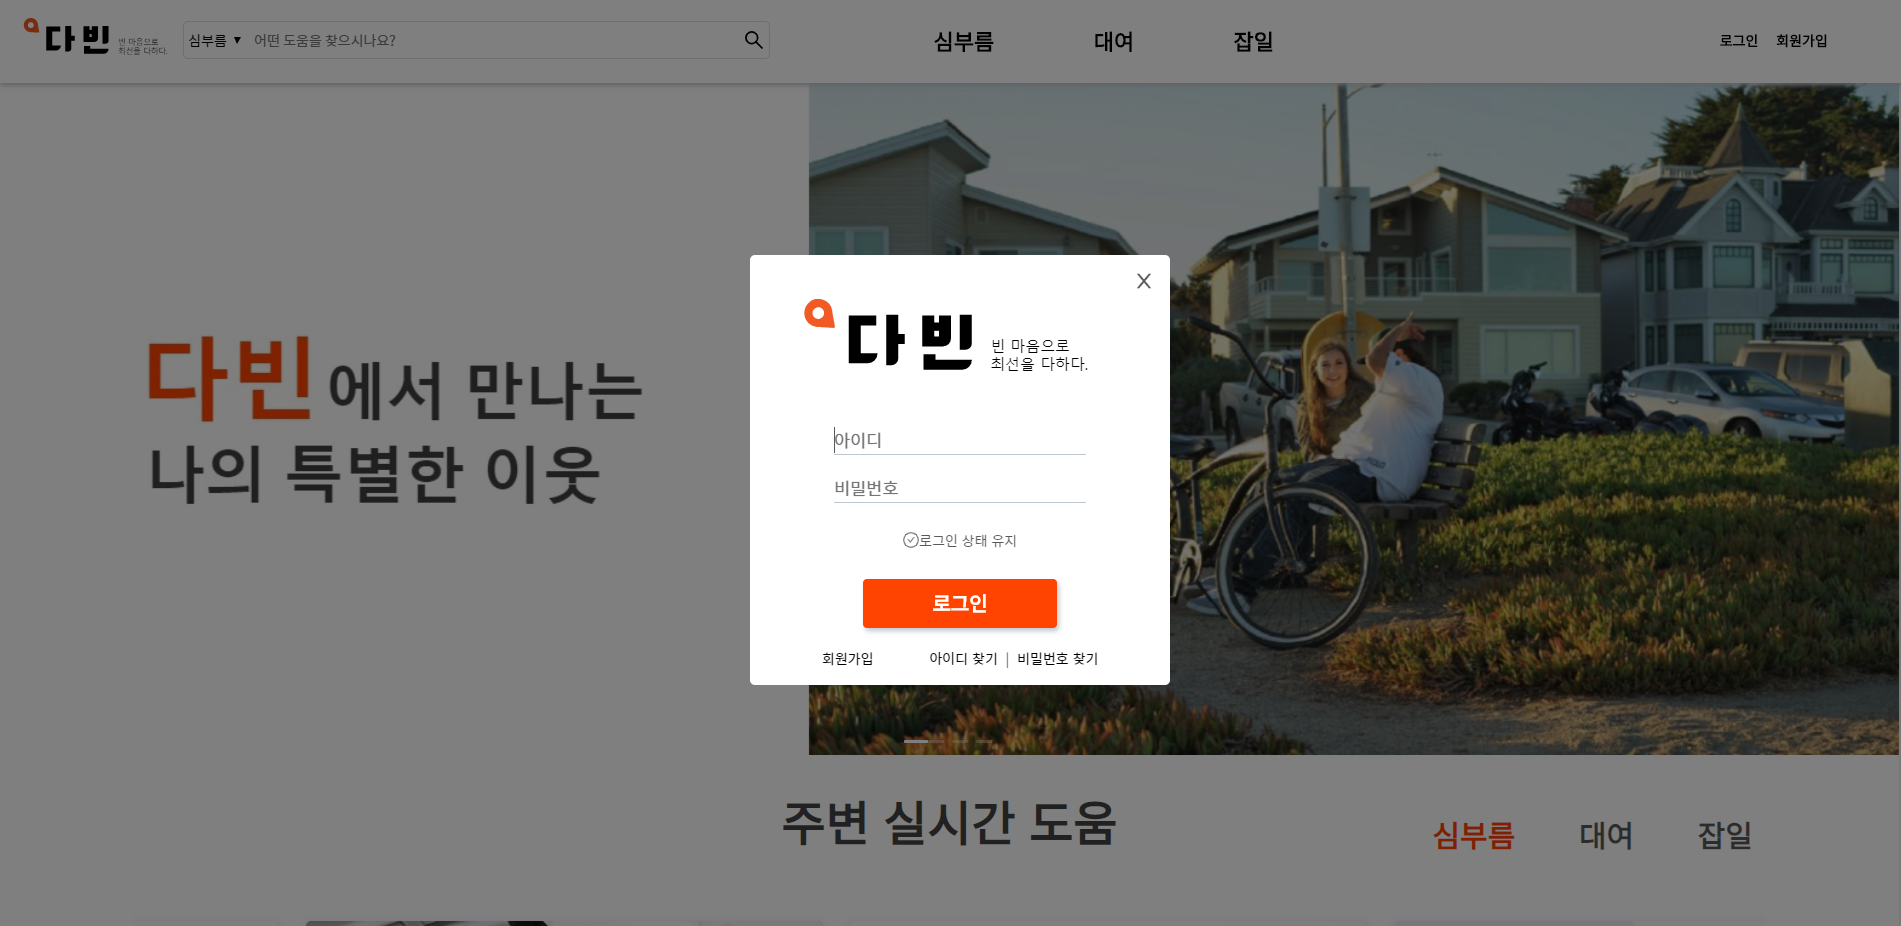 다빈 빈 마음으로
최선을 다하다.
심부름 ▼ 어떤 도움을 찾으시나요?
심부름 대여 잡일
로그인 회원가입
다빈에서 만나는
나의 특별한 이웃
X
다빈 빈 마음으로
최선을 다하다.
아이디
비밀번호
로그인 상태 유지
로그인
회원가입 아이디 찾기 | 비밀번호 찾기
주변 실시간 도움
심부름 대여 잡일